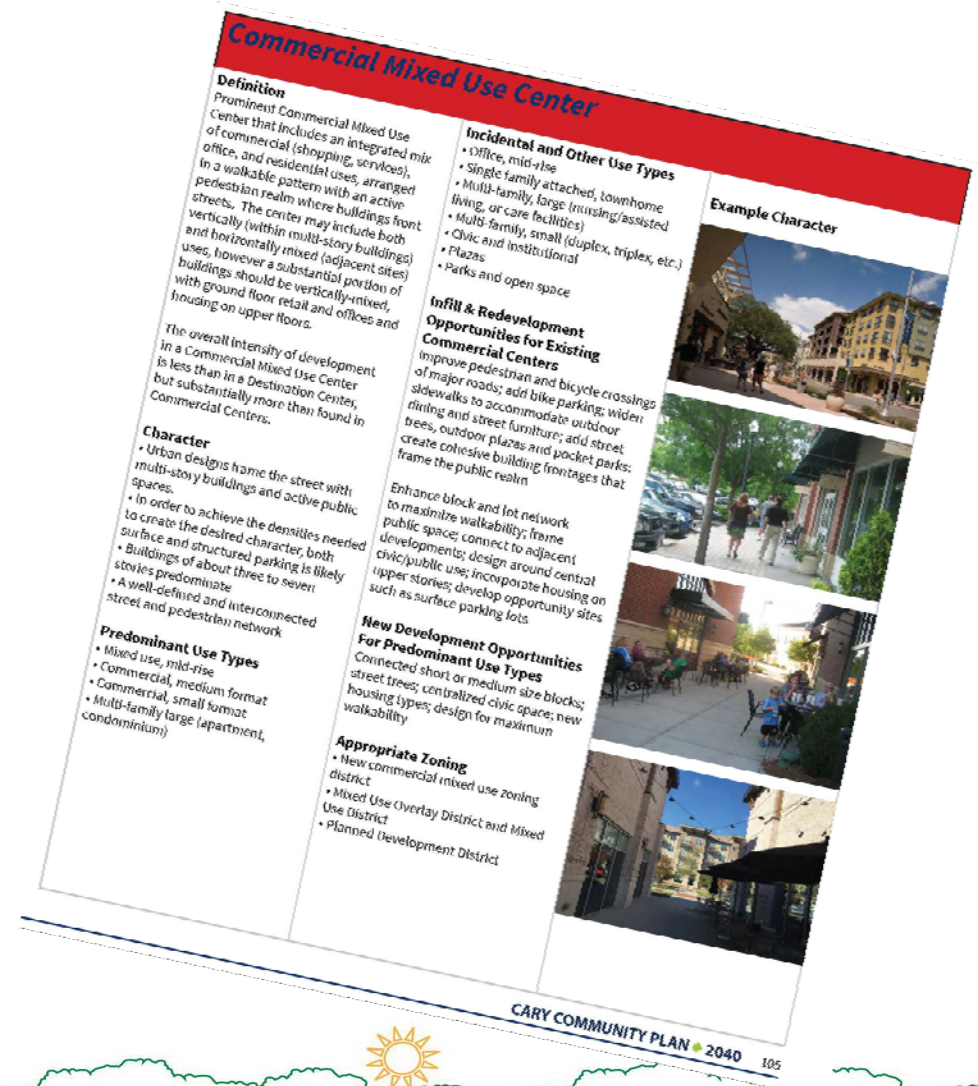 Commercial Mixed Use Center
Definition
Prominent Commercial Mixed Use
Center that includes an integrated mix
of commercial (shopping, services),
office, and residential uses, arranged
in a walkable pattern with an active
pedestrian realm where buildings front
streets. The center may include both
vertically (within multi-story buildings)
and horizontally mixed (adjacent sites)
uses, however a substantial portion of
buildings should be vertically-mixed,
with ground floor retail and offices and
housing on upper floors.
The overall intensity of development
in a Commercial Mixed Use Center
is less than in a Destination Center,
but substantially more than found in
Commercial Centers.
Character
• Urban designs frame the street with
multi-story buildings and active public
spaces.
• In order to achieve the densities needed
to create the desired character, both
surface and structured parking is likely
• Buildings of about three to seven
stories predominate
• A well-defined and interconnected
street and pedestrian network
Predominant Use Types
• Mixed use, mid-rise
• Commercial, medium format
• Commercial, small format
• Multi-family large (apartment,
condominium)
Incidental and Other Use Types
• Office, mid-rise
• Single family attached, townhome
• Multi-family, large (nursing/assisted
living, or care facilities)
• Multi-family, small (duplex, triplex, etc.)
• Civic and institutional
• Plazas
• Parks and open space
Infill & Redevelopment
Opportunities for Existing
Commercial Centers
Improve pedestrian and bicycle crossings
of major roads; add bike parking; widen
sidewalks to accommodate outdoor
dining and street furniture; add street
trees, outdoor plazas and pocket parks;
create cohesive building frontages that
frame the public realm
Enhance block and lot network
to maximize walkability; frame
public space; connect to adjacent
developments; design around central
civic/public use; incorporate housing on
upper stories; develop opportunity sites
such as surface parking lots
New Development Opportunities
For Predominant Use Types
Connected short or medium size blocks;
street trees; centralized civic space; new
housing types; design for maximum
walkability
Appropriate Zoning
• New commercial mixed use zoning
district
• Mixed Use Overlay District and Mixed
Use District
• Planned Development District
Example Character
CARY COMMUNITY PLAN 2040 105